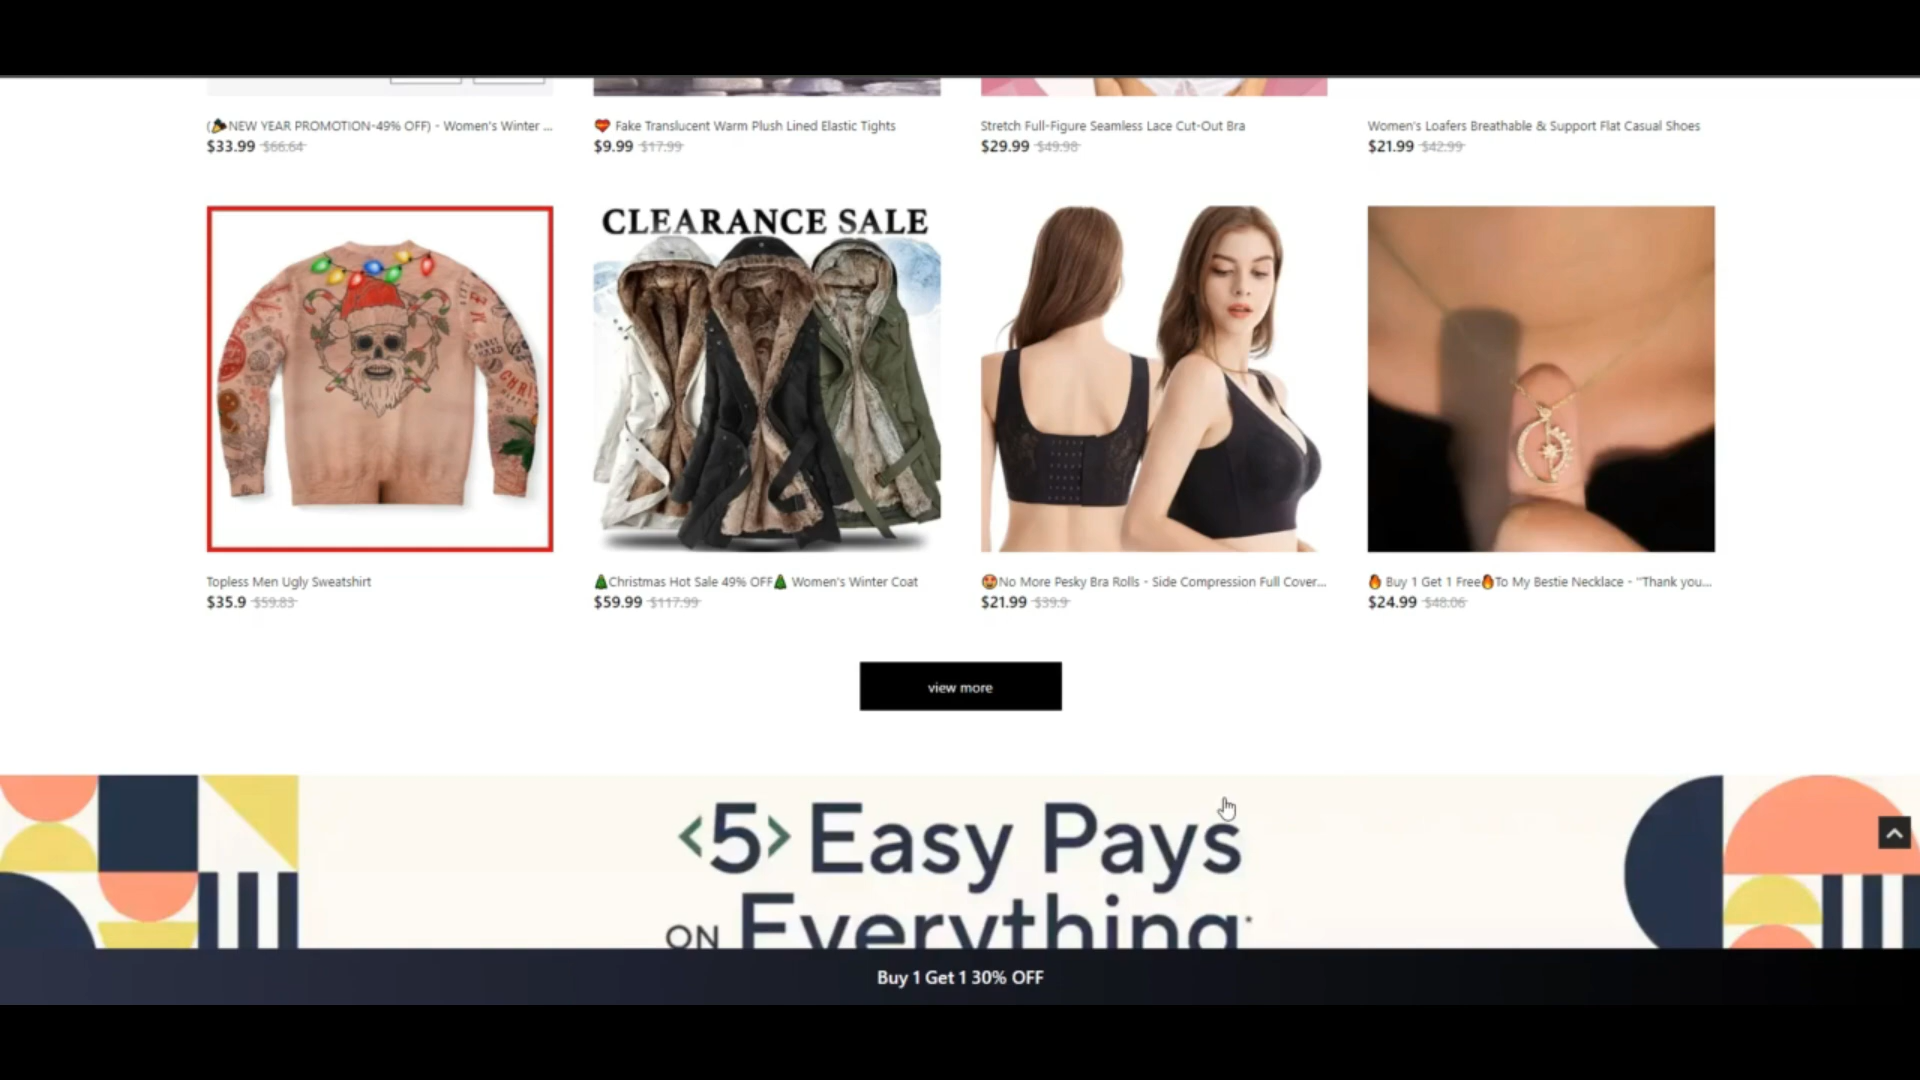 (NEW YEAR PROMOTION-49% OFF) - Women's Winter ...
$33.99 $66.64
Fake Translucent Warm Plush Lined Elastic Tights
$9.99 $17.99
Stretch Full-Figure Seamless Lace Cut-Out Bra
$29.99 $49.98
Women's Loafers Breathable & Support Flat Casual Shoes
$21.99 $42.99
CLEARANCE SALE
Topless Men Ugly Sweatshirt
$35.9 $59.83
🎄Christmas Hot Sale 49% OFF🎄 Women's Winter Coat
$59.99 $117.99
No More Pesky Bra Rolls - Side Compression Full Cover...
$21.99 $39.9
🔥 Buy 1 Get 1 Free🔥To My Bestie Necklace - "Thank you...
$24.99 $48.06
view more
<5> Easy Pays
ON Everything*
Buy 1 Get 1 30% OFF